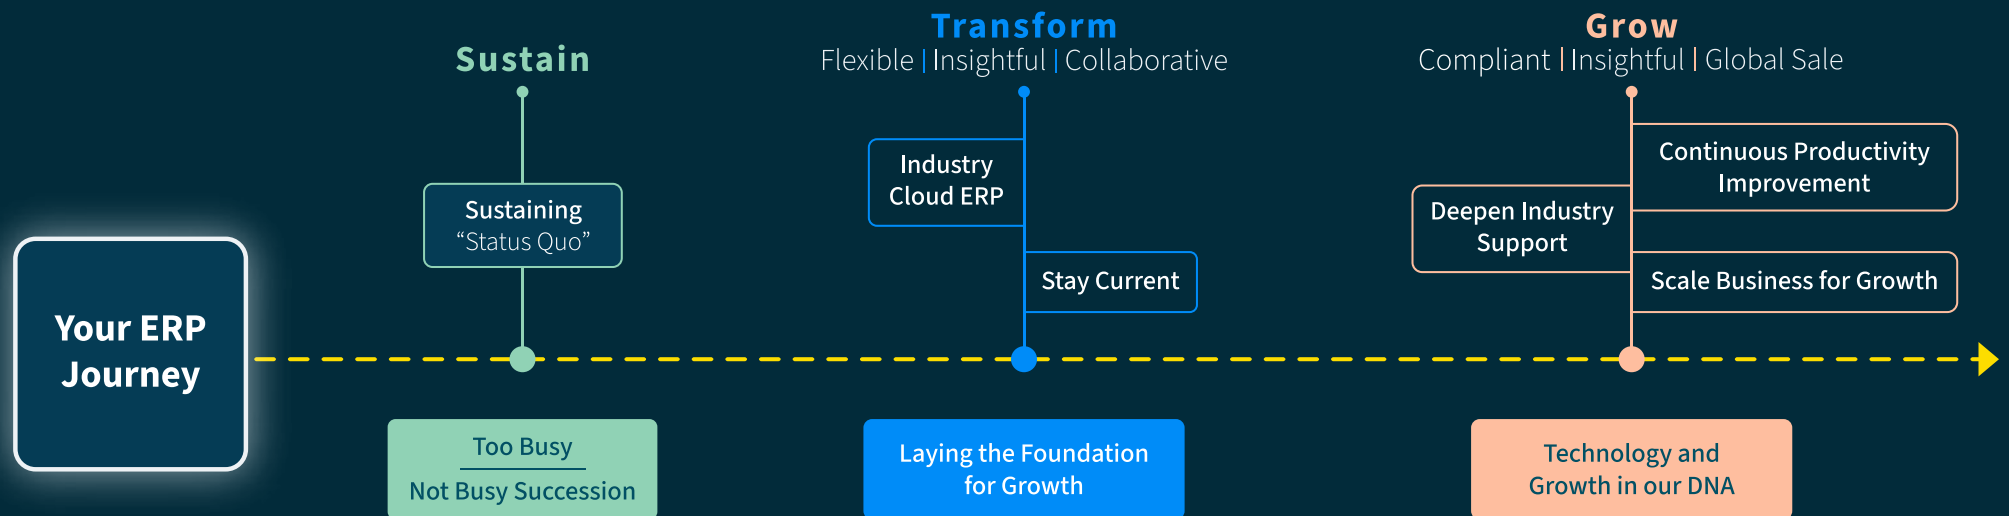 Your ERP
Journey
Sustain
Sustaining
“Status Quo”
Too Busy
Not Busy Succession
Transform
Flexible | Insightful | Collaborative
Industry
Cloud ERP
Stay Current
Laying the Foundation
for Growth
Grow
Compliant | Insightful | Global Sale
Continuous Productivity
Improvement
Deepen Industry
Support
Scale Business for Growth
Technology and
Growth in our DNA